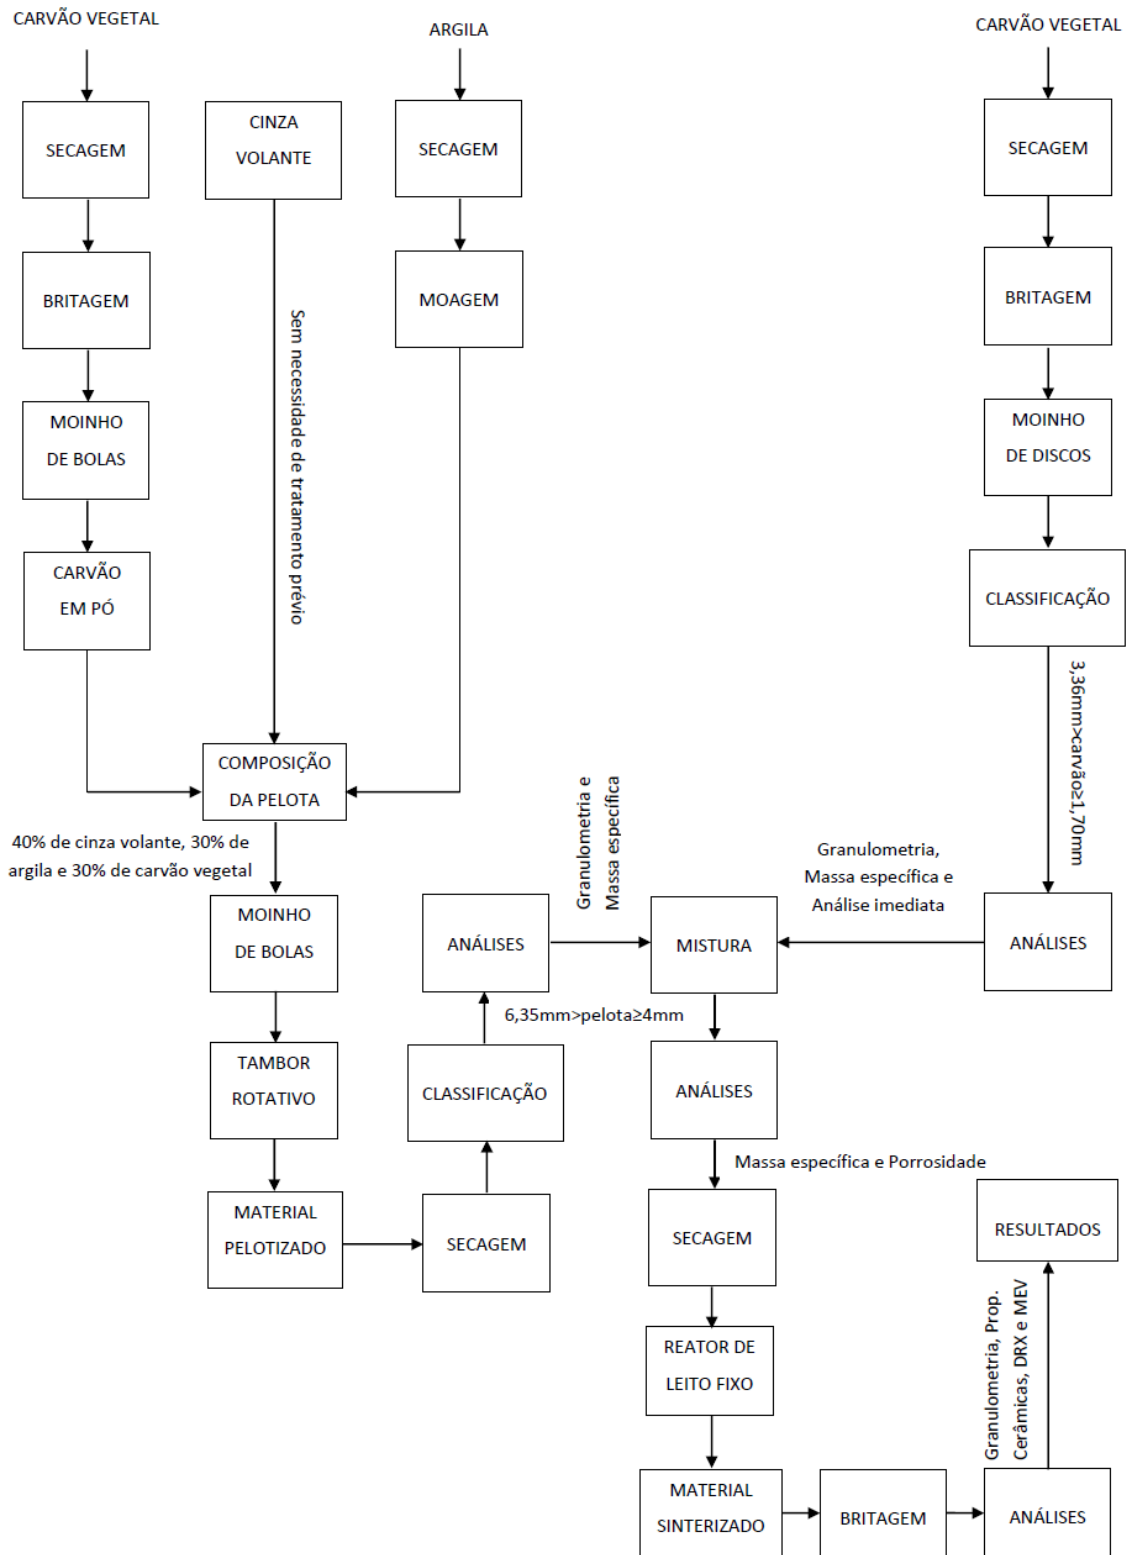 CARVÃO VEGETAL
ARGILA
CARVÃO VEGETAL
SECAGEM
CINZA
VOLANTE
SECAGEM
SECAGEM
BRITAGEM
MOAGEM
BRITAGEM
Sem necessidade de tratamento prévio
MOINHO
DE BOLAS
MOINHO
DE DISCOS
CARVÃO
EM PÓ
CLASSIFICAÇÃO
3,36mm>carvão≥1,70mm
COMPOSIÇÃO
DA PELOTA
40% de cinza volante, 30% de
argila e 30% de carvão vegetal
Granulometria e
Massa específica
Granulometria,
Massa específica e
Análise imediata
MOINHO
DE BOLAS
ANÁLISES
MISTURA
ANÁLISES
6,35mm>pelota≥4mm
TAMBOR
ROTATIVO
CLASSIFICAÇÃO
ANÁLISES
Massa específica e Porrosidade
MATERIAL
PELOTIZADO
SECAGEM
SECAGEM
RESULTADOS
REATOR DE
LEITO FIXO
Granulometria, Prop.
Cerâmicas, DRX e MEV
MATERIAL
SINTERIZADO
BRITAGEM
ANÁLISES